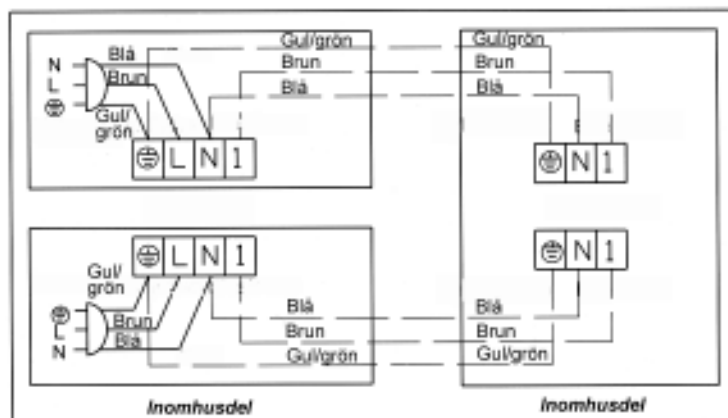 Gul/grön Gul/grön
Blå Brun Brun
N
L Brun Blå Blå
Gul/
grön
L N 1 N 1
L N 1 N 1
Gul/
grön
Blå Blå
L Brun Brun Brun
N Blå
Gul/grön Gul/grön
Inomhusdel Inomhusdel